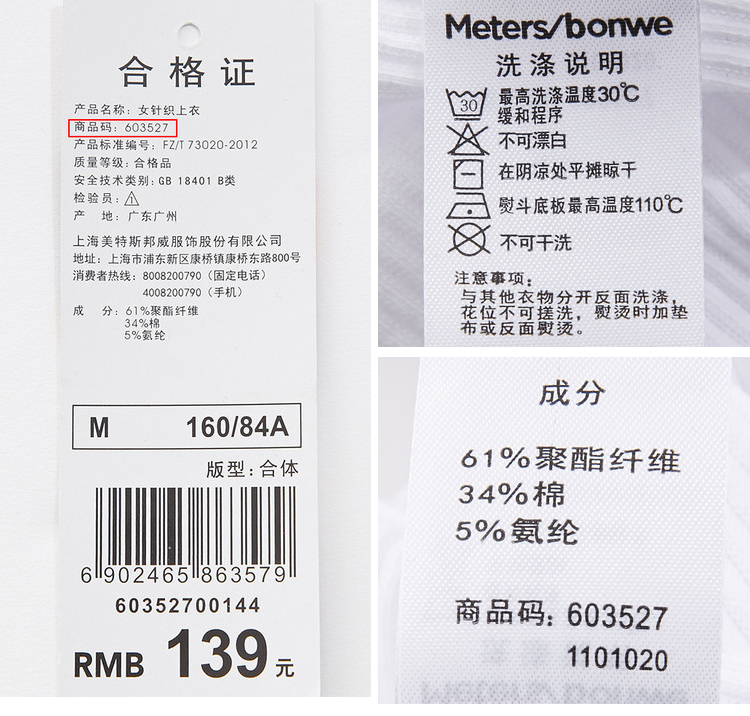 合格证
产品名称: 女针织上衣
商品码: 603527
产品标准编号: FZ/T 73020-2012
质量等级: 合格品
安全技术类别: GB 18401 B类
检验员: 1
产 地: 广东广州
上海美特斯邦威服饰股份有限公司
地址: 上海市浦东新区康桥镇康桥东路800号
消费者热线: 8008200790（固定电话）
4008200790（手机）
成 分: 61%聚酯纤维
34%棉
5%氨纶
M 160/84A
版型: 合体
6 902465 863579
60352700144
RMB 139元
Meters/bonwe
洗涤说明
30
最高洗涤温度30℃
缓和程序
不可漂白
在阴凉处平摊晾干
熨斗底板最高温度110℃
不可干洗
注意事项:
与其他衣物分开反面洗涤,
花位不可搓洗, 熨烫时加垫
布或反面熨烫。
成分
61%聚酯纤维
34%棉
5%氨纶
商品码: 603527
1101020